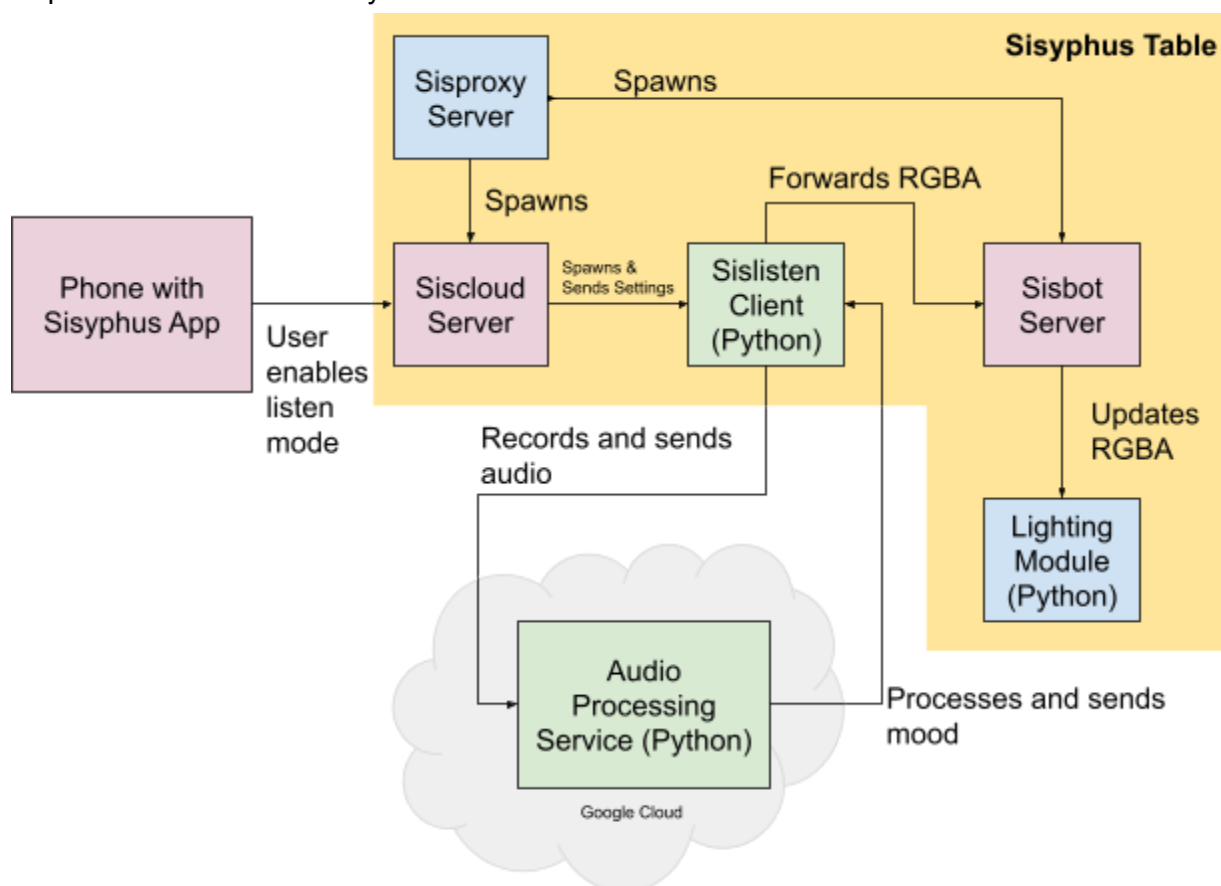 Sisyphus Table
Sisproxy
Server
Spawns
Spawns
Forwards RGBA
Phone with
Sisyphus App
User
enables
listen
mode
Siscloud
Server
Spawns &
Sends Settings
Sislisten
Client
(Python)
Sisbot
Server
Updates
RGBA
Records and sends
audio
Lighting
Module
(Python)
Audio
Processing
Service (Python)
Processes and sends
mood
Google Cloud